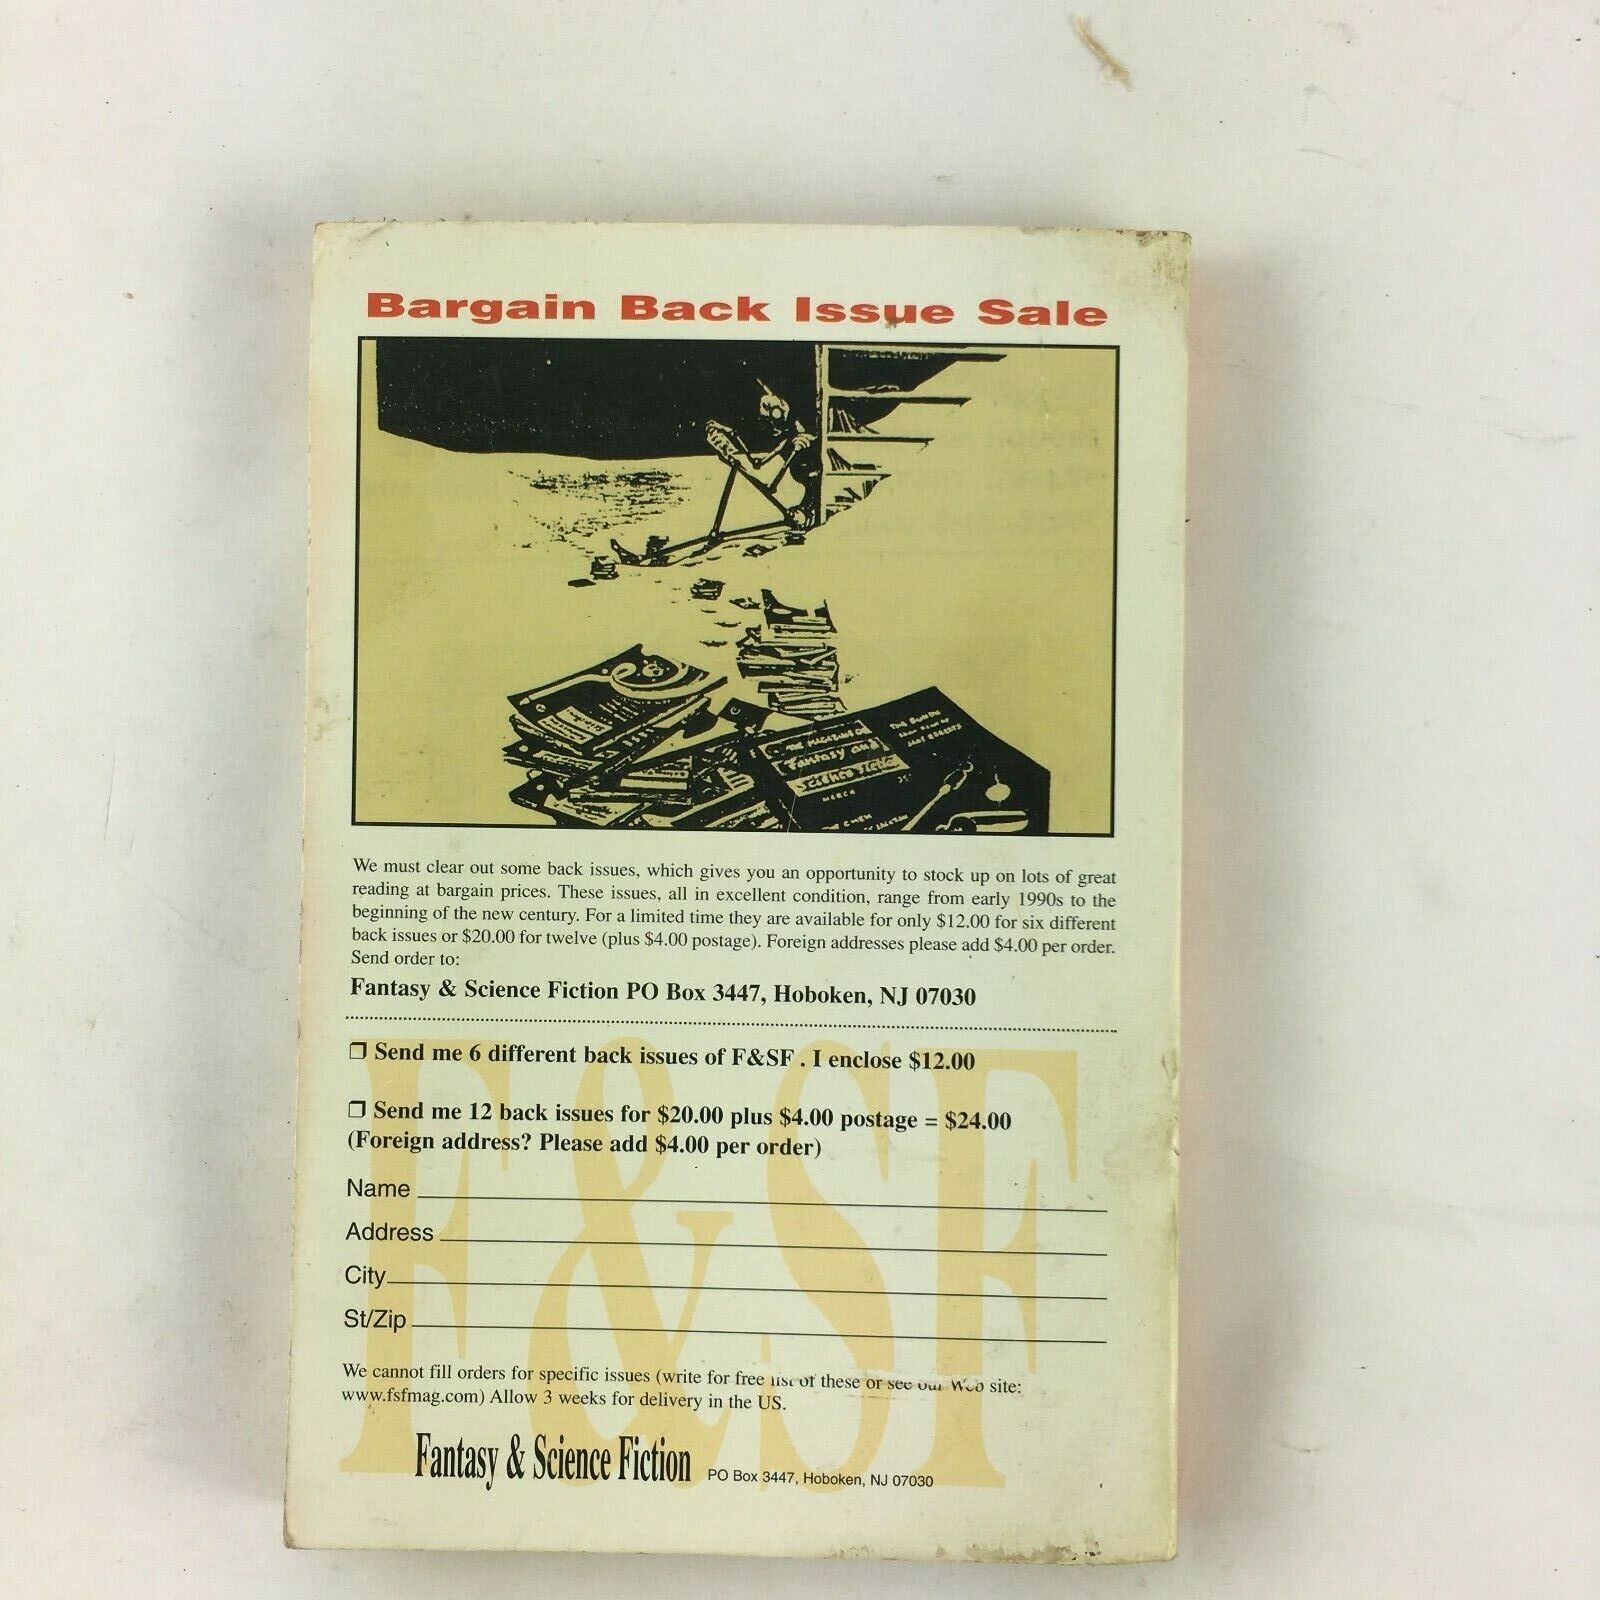 Bargain Back Issue Sale
THE MAGAZINE OF
Fantasy and
Science Fiction
MERCH
We must clear out some back issues, which gives you an opportunity to stock up on lots of great
reading at bargain prices. These issues, all in excellent condition, range from early 1990s to the
beginning of the new century. For a limited time they are available for only $12.00 for six different
back issues or $20.00 for twelve (plus $4.00 postage). Foreign addresses please add $4.00 per order.
Send order to:
Fantasy & Science Fiction PO Box 3447, Hoboken, NJ 07030
❒ Send me 6 different back issues of F&SF . I enclose $12.00
❒ Send me 12 back issues for $20.00 plus $4.00 postage = $24.00
(Foreign address? Please add $4.00 per order)
Name
Address
City
St/Zip
F&SF
We cannot fill orders for specific issues (write for free list of these or see our Web site:
www.fsfmag.com) Allow 3 weeks for delivery in the US.
Fantasy & Science Fiction PO Box 3447, Hoboken, NJ 07030